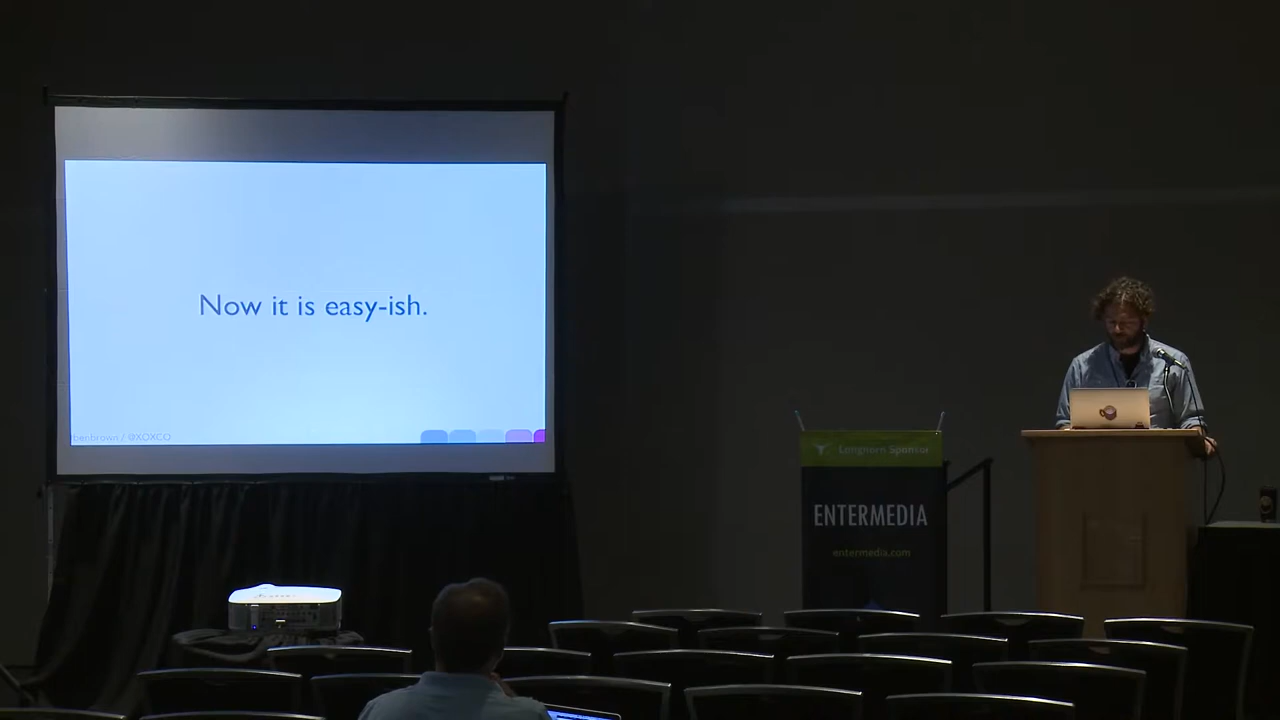 Now it is easy-ish.
benbrown / @XOXCO
Longhorn Sponsor
ENTERMEDIA
entermedia.com